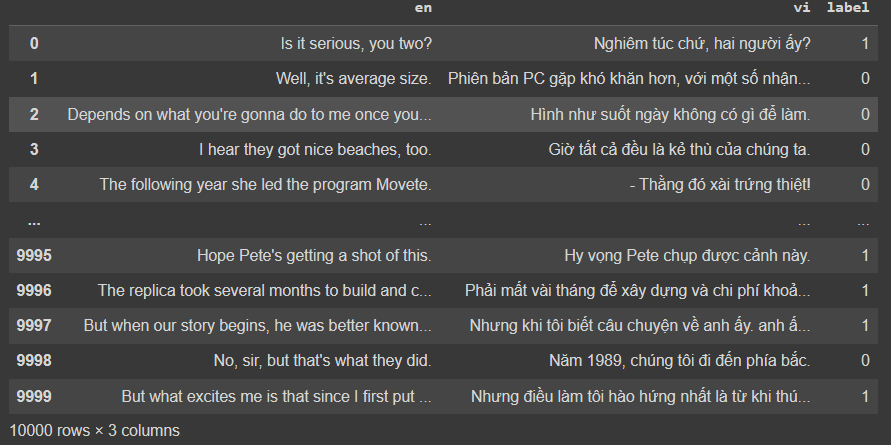 en vi label
0 Is it serious, you two? Nghiêm túc chứ, hai người ấy? 1
1 Well, it's average size. Phiên bản PC gặp khó khăn hơn, với một số nhận... 0
2 Depends on what you're gonna do to me once you... Hình như suốt ngày không có gì để làm. 0
3 I hear they got nice beaches, too. Giờ tất cả đều là kẻ thù của chúng ta. 0
4 The following year she led the program Movete. - Thằng đó xài trứng thiệt! 0
... ... ... ...
9995 Hope Pete's getting a shot of this. Hy vọng Pete chụp được cảnh này. 1
9996 The replica took several months to build and c... Phải mất vài tháng để xây dựng và chi phí khoả... 1
9997 But when our story begins, he was better known... Nhưng khi tôi biết câu chuyện về anh ấy. anh ấ... 1
9998 No, sir, but that's what they did. Năm 1989, chúng tôi đi đến phía bắc. 0
9999 But what excites me is that since I first put ... Nhưng điều làm tôi hào hứng nhất là từ khi thú... 1
10000 rows × 3 columns